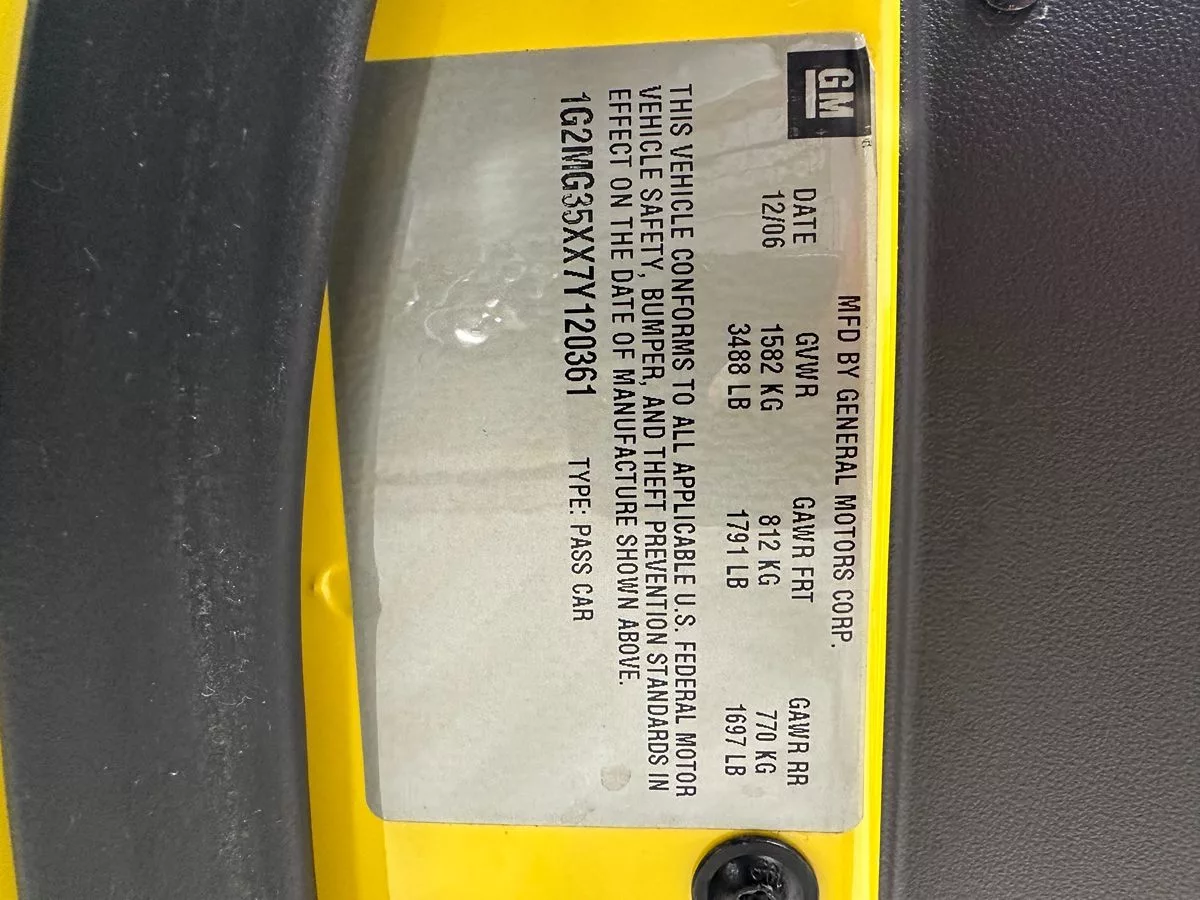 GM
MFD BY GENERAL MOTORS CORP.
DATE GVWR GAWR FRT GAWR RR
12/06 1582 KG 812 KG 770 KG
3488 LB 1791 LB 1697 LB
THIS VEHICLE CONFORMS TO ALL APPLICABLE U.S. FEDERAL MOTOR
VEHICLE SAFETY, BUMPER, AND THEFT PREVENTION STANDARDS IN
EFFECT ON THE DATE OF MANUFACTURE SHOWN ABOVE.
1G2MG35XX7Y120361 TYPE: PASS CAR